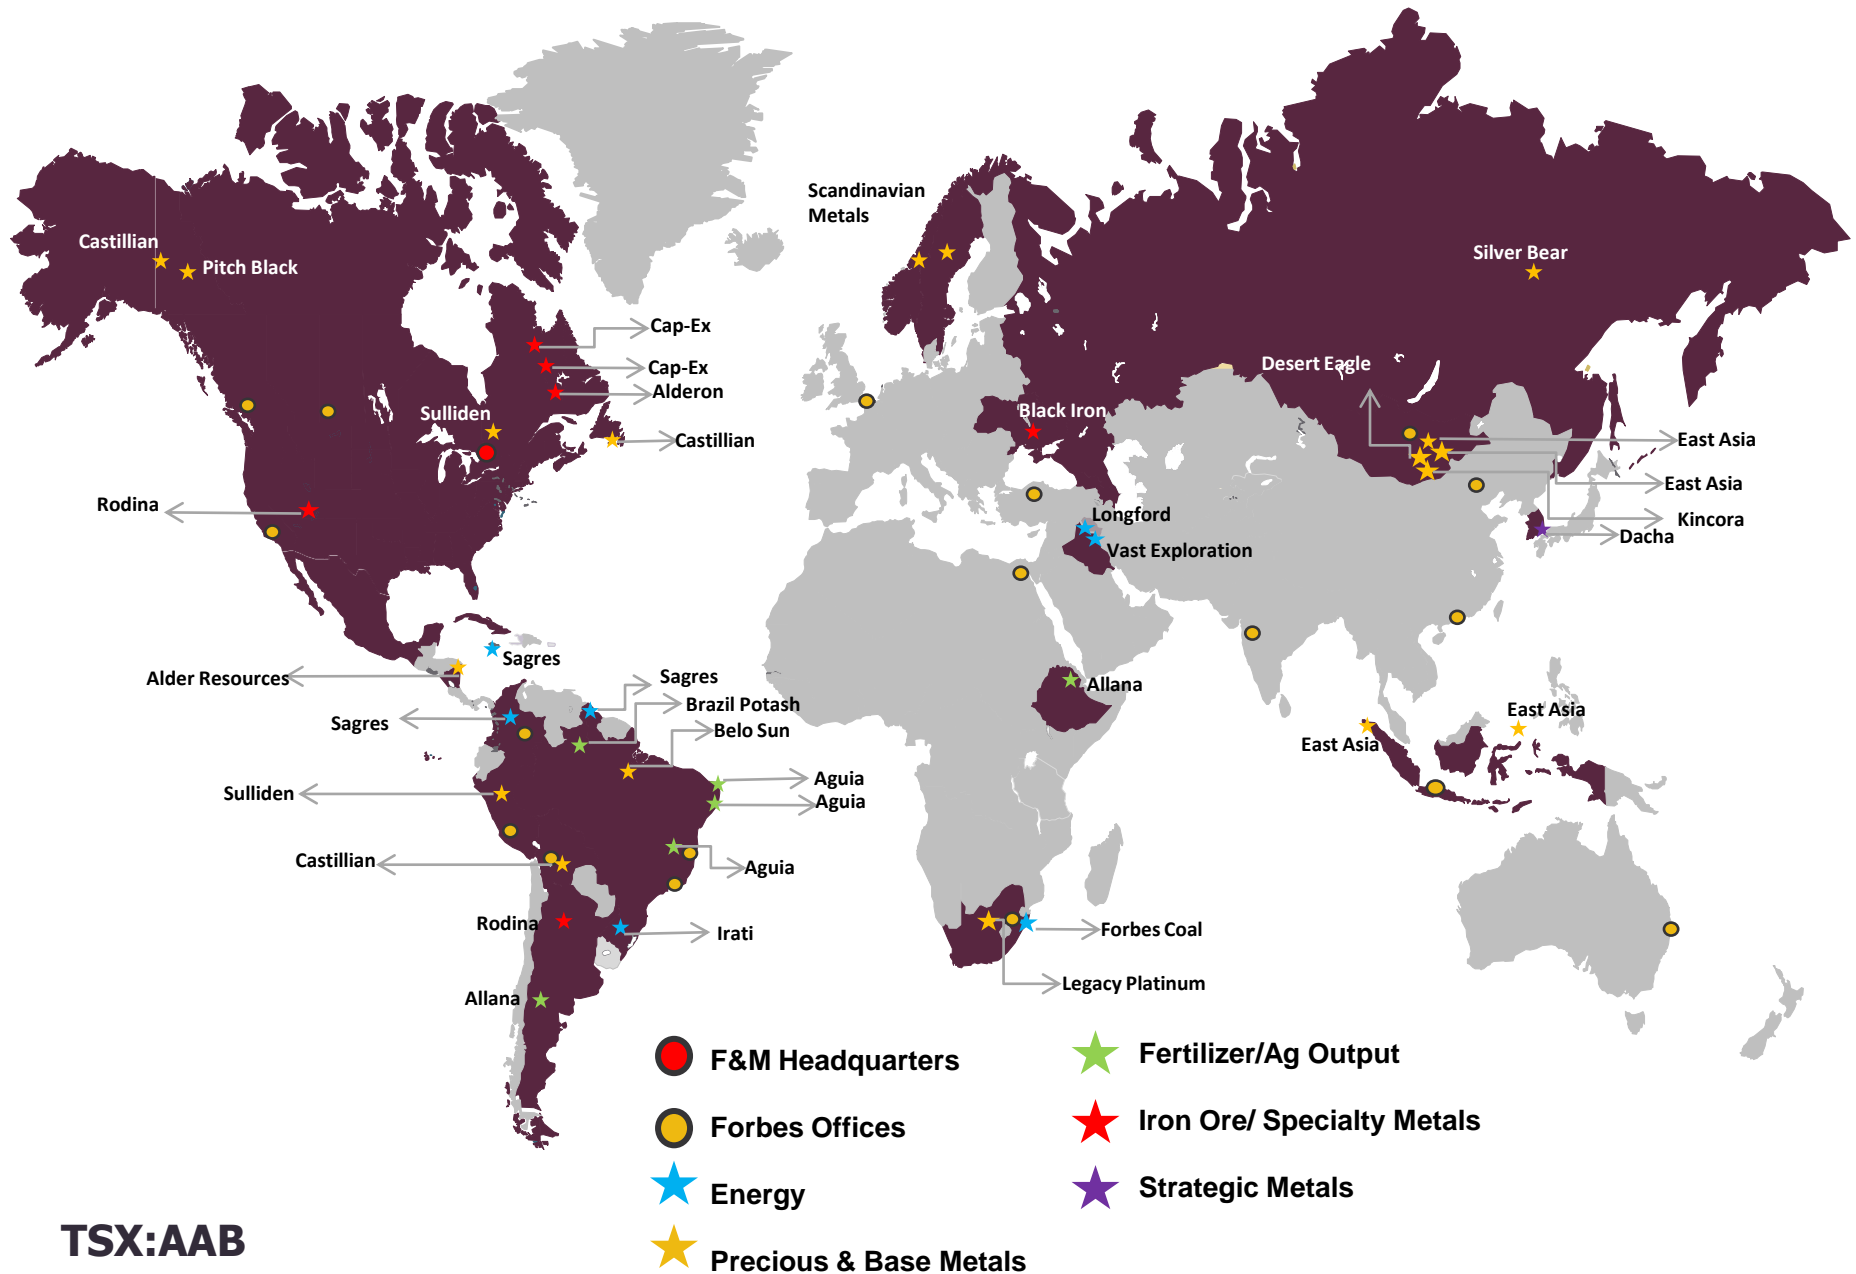 Scandinavian
Metals
Castillian
Pitch Black
Silver Bear
Cap-Ex
Cap-Ex
Alderon
Desert Eagle
Sulliden
Black Iron
Castillian
East Asia
East Asia
Rodina
Longford
Kincora
Dacha
Vast Exploration
Sagres
Alder Resources
Sagres
Allana
Brazil Potash
Sagres
Belo Sun
East Asia
East Asia
Aguia
Sulliden
Aguia
Castillian
Aguia
Rodina
Irati
Forbes Coal
Legacy Platinum
Allana
F&M Headquarters
Fertilizer/Ag Output
Forbes Offices
Iron Ore/ Specialty Metals
Energy
Strategic Metals
TSX:AAB
Precious & Base Metals